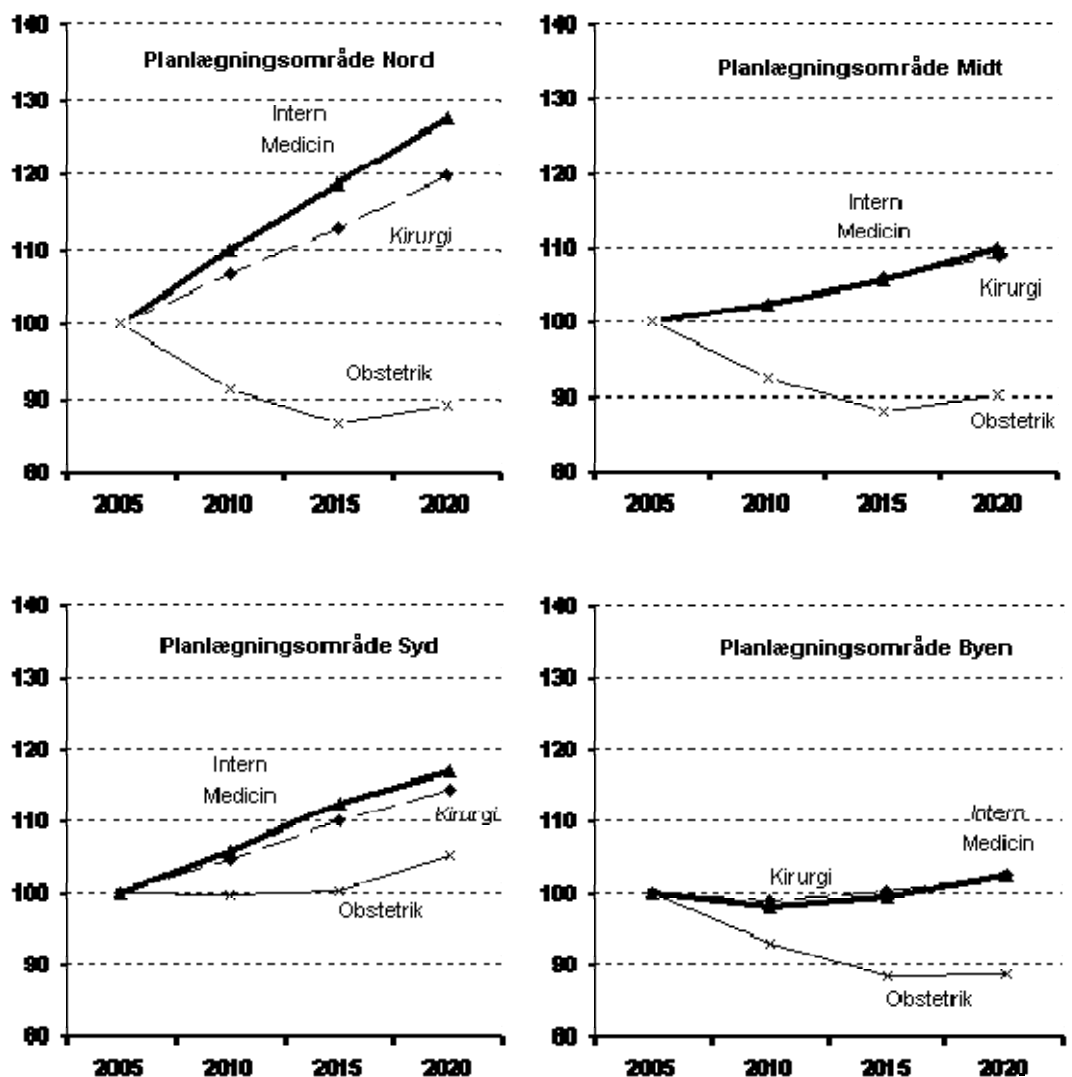 140
Planlægningsområde Nord
130
Intern
Medicin
120
Kirurgi
110
100
Obstetrik
90
80
2005 2010 2015 2020
140
Planlægningsområde Midt
130
120
Intern
Medicin
110
Kirurgi
100
90
Obstetrik
80
2005 2010 2015 2020
140
Planlægningsområde Syd
130
120
Intern
Medicin
110
Kirurgi
100
Obstetrik
90
80
2005 2010 2015 2020
140
Planlægningsområde Byen
130
120
110
Intern
Medicin
Kirurgi
100
90
Obstetrik
80
2005 2010 2015 2020